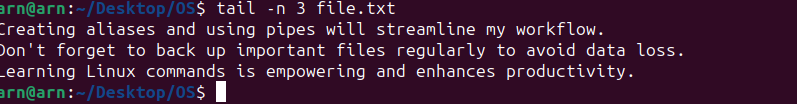 arn@arn:~/Desktop/OS$ tail -n 3 file.txt
Creating aliases and using pipes will streamline my workflow.
Don't forget to back up important files regularly to avoid data loss.
Learning Linux commands is empowering and enhances productivity.
arn@arn:~/Desktop/OS$